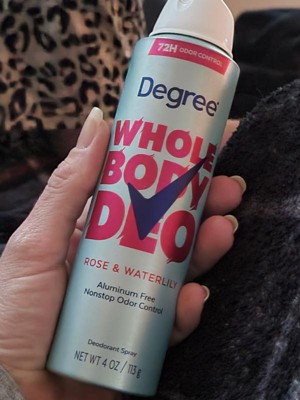 72H ODOR CONTROL
Degree
WHOLE
BODY
DEO
ROSE & WATERLILY
Aluminum Free
Nonstop Odor Control
Deodorant Spray
NET WT 4 OZ / 113 g